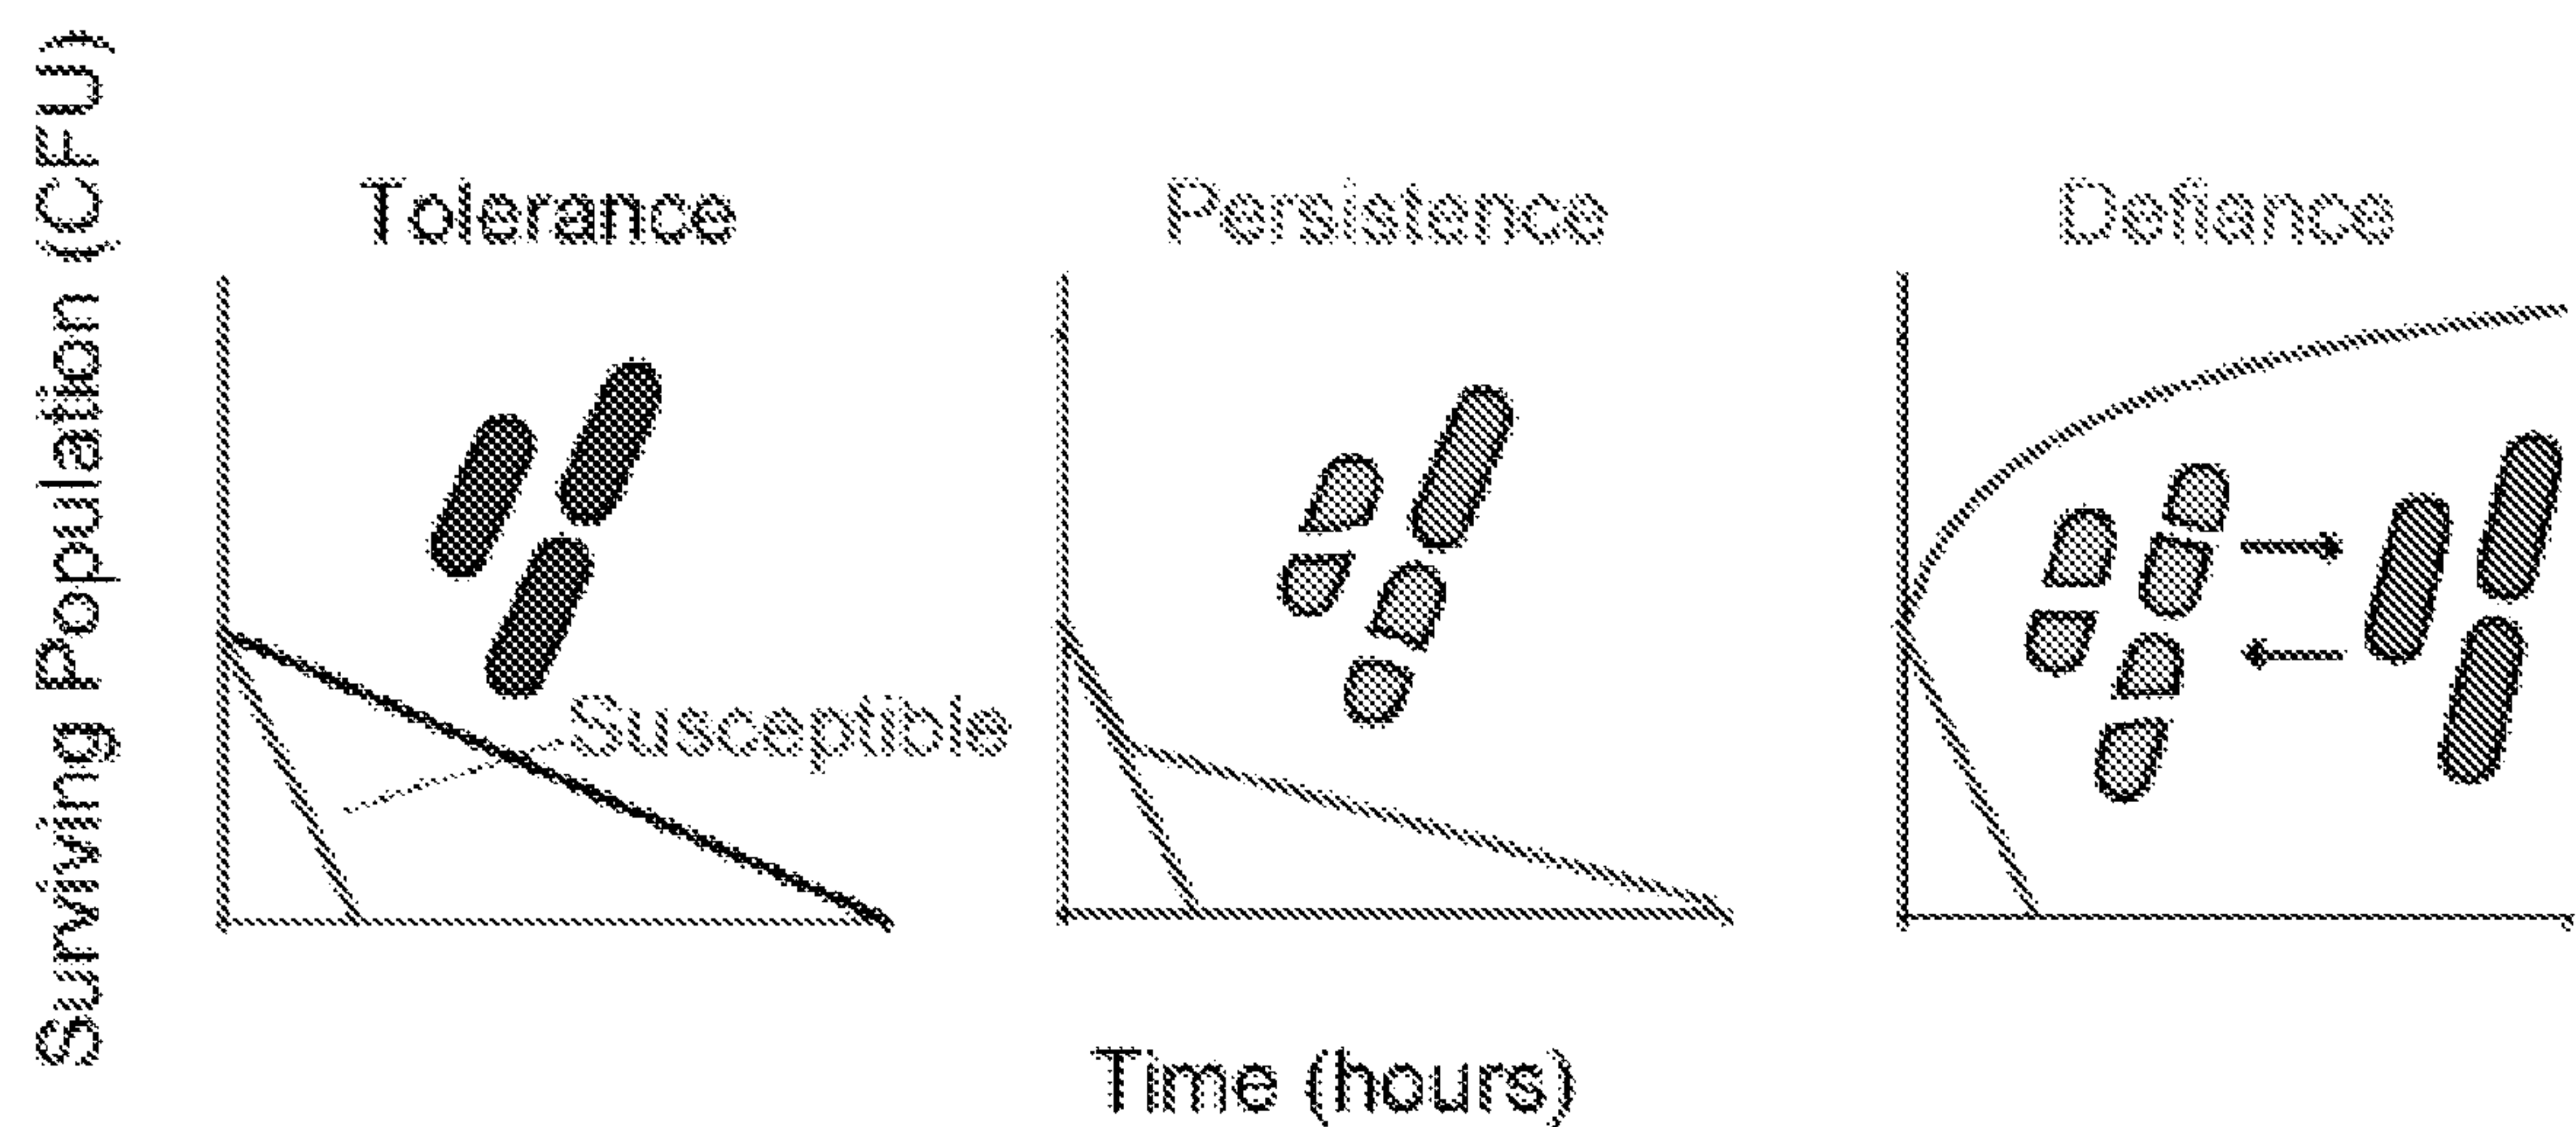 Surviving Population (CFU)
Tolerance
Persistence
Defiance
Susceptible
Time (hours)